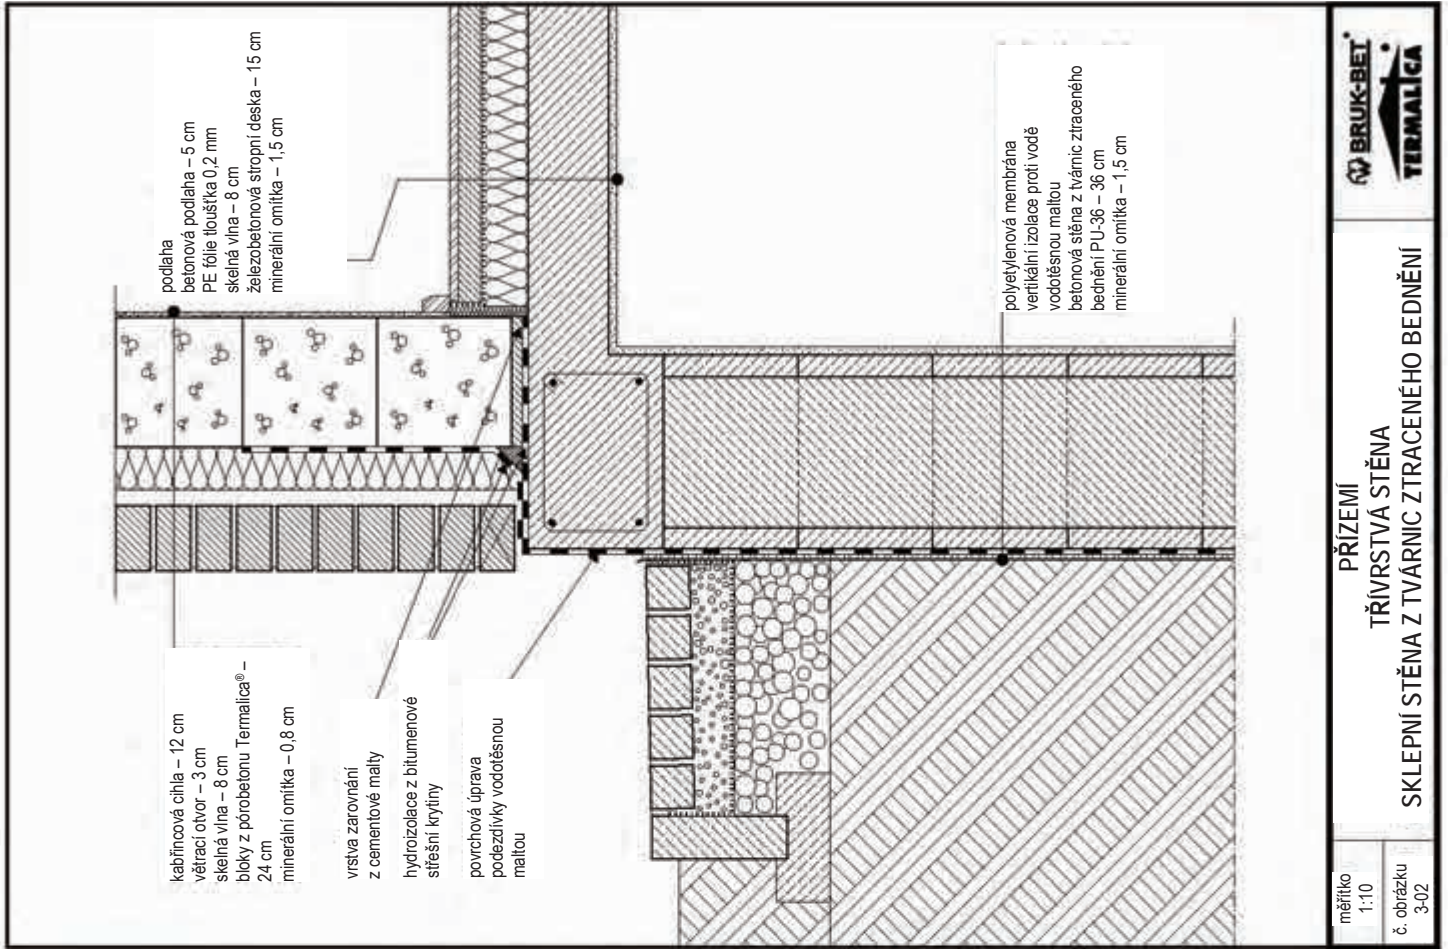 podlaha
betonová podlaha – 5 cm
PE fólie tloušťka 0,2 mm
skelná vlna – 8 cm
železobetonová stropní deska – 15 cm
minerální omítka – 1,5 cm
kabřincová cihla – 12 cm
větrací otvor – 3 cm
skelná vlna – 8 cm
bloky z pórobetonu Termalica® –
24 cm
minerální omítka – 0,8 cm
vrstva zarovnání
z cementové malty
hydroizolace z bitumenové
střešní krytiny
povrchová úprava
podezdívky vodotěsnou
maltou
polyetylenová membrána
vertikální izolace proti vodě
vodotěsnou maltou
betonová stěna z tvárnic ztraceného
bednění PU-36 – 36 cm
minerální omítka – 1,5 cm
měřítko
1:10
č. obrázku
3-02
PŘÍZEMÍ
TŘÍVRSTVÁ STĚNA
SKLEPNÍ STĚNA Z TVÁRNIC ZTRACENÉHO BEDNĚNÍ
BRUK-BET®
TERMALICA